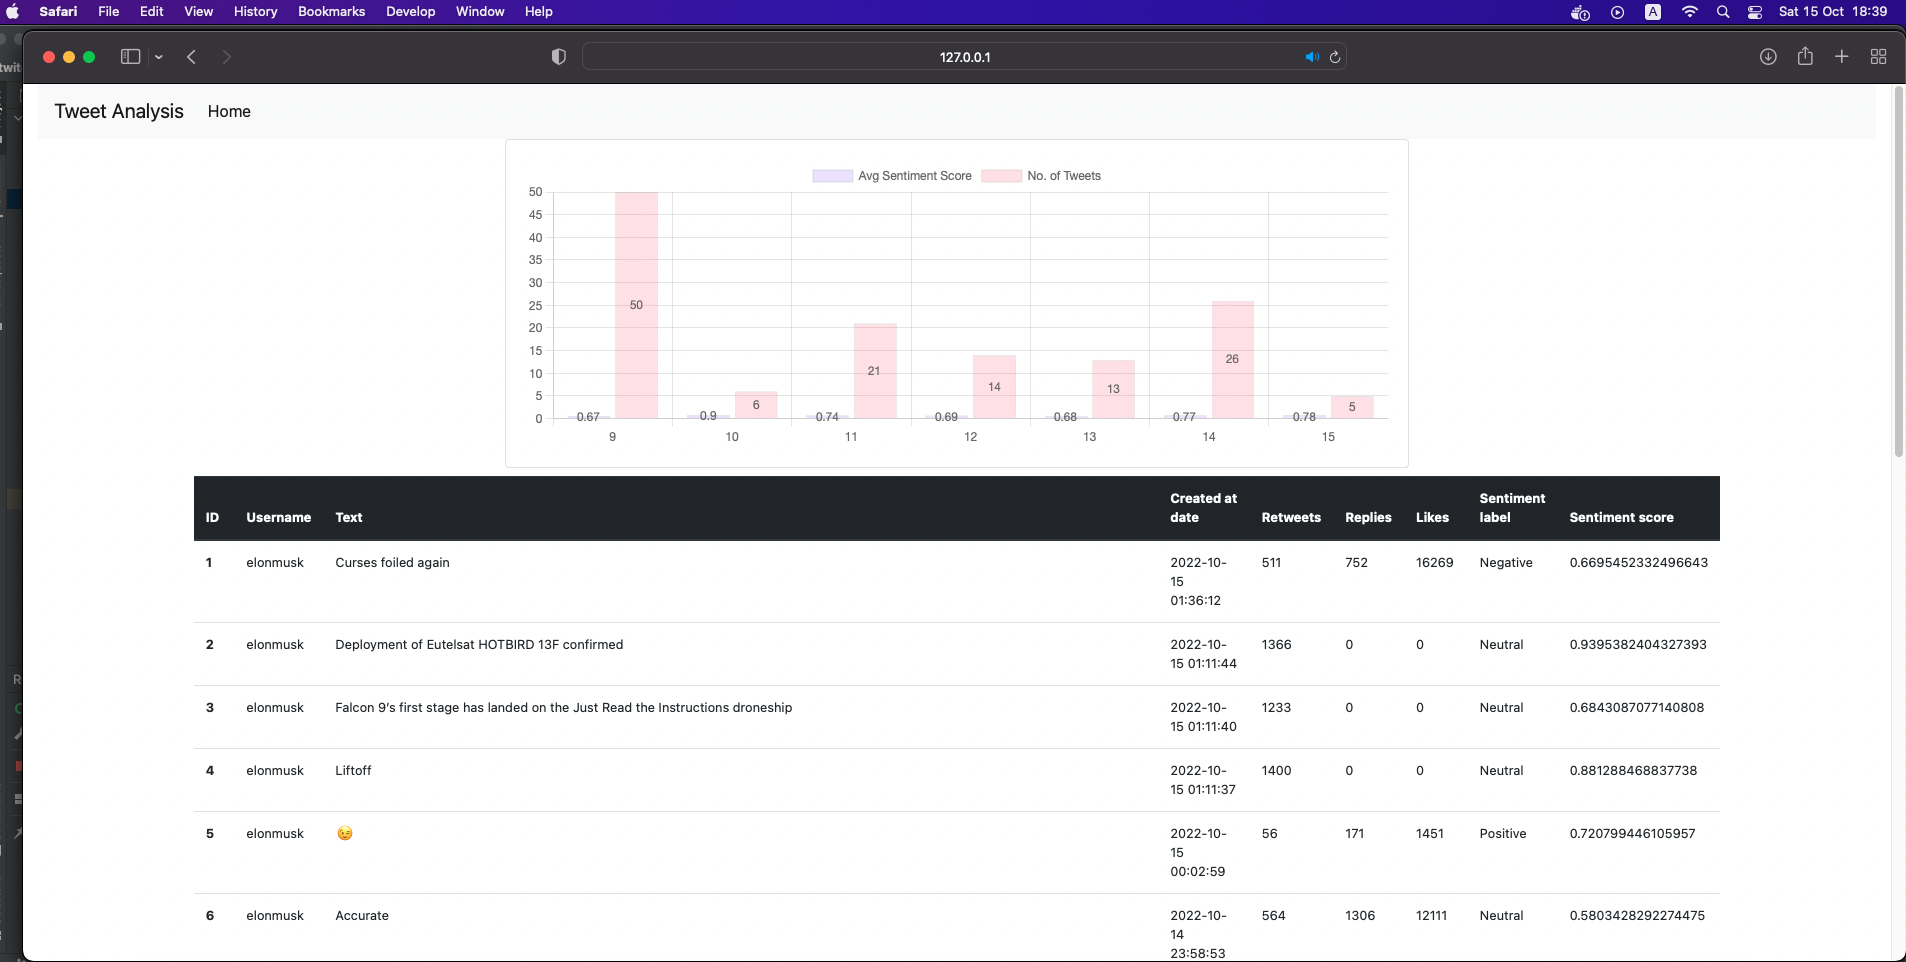 Safari File Edit View History Bookmarks Develop Window Help A Sat 15 Oct 18:39
127.0.0.1
Tweet Analysis Home
Avg Sentiment Score No. of Tweets
50
45
40
35
30
25
20
15
10
5
0
50
6
21
14
13
26
5
0.67 0.9 0.74 0.69 0.68 0.77 0.78
9 10 11 12 13 14 15
ID Username Text Created at date Retweets Replies Likes Sentiment label Sentiment score
1 elonmusk Curses foiled again 2022-10- 511 752 16269 Negative 0.6695452332496643
15
01:36:12
2 elonmusk Deployment of Eutelsat HOTBIRD 13F confirmed 2022-10- 1366 0 0 Neutral 0.9395382404327393
15 01:11:44
3 elonmusk Falcon 9's first stage has landed on the Just Read the Instructions droneship 2022-10- 1233 0 0 Neutral 0.6843087077140808
15 01:11:40
4 elonmusk Liftoff 2022-10- 1400 0 0 Neutral 0.881288468837738
15 01:11:37
5 elonmusk 😉 2022-10- 56 171 1451 Positive 0.720799446105957
15
00:02:59
6 elonmusk Accurate 2022-10- 564 1306 12111 Neutral 0.5803428292274475
14
23:58:53